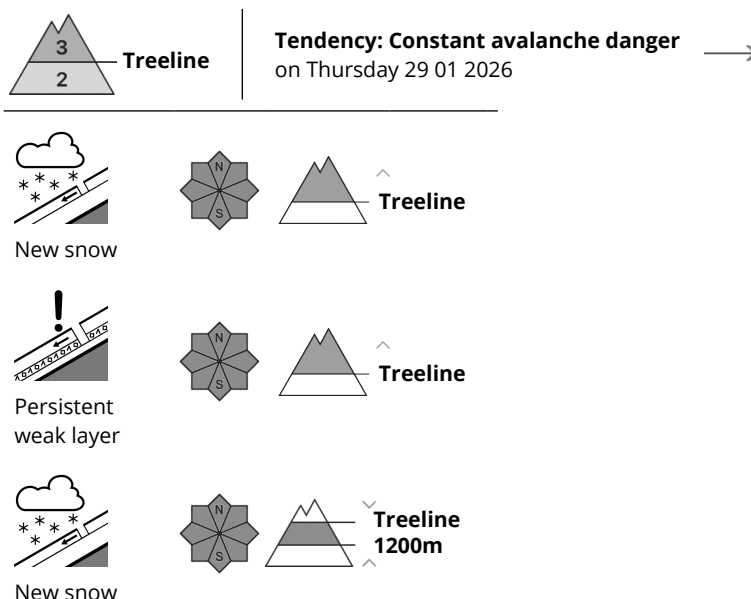 3
2
Treeline
Tendency: Constant avalanche danger
on Thursday 29 01 2026
N
S
Treeline
New snow
N
S
Treeline
Persistent
weak layer
N
S
Treeline
1200m
New snow